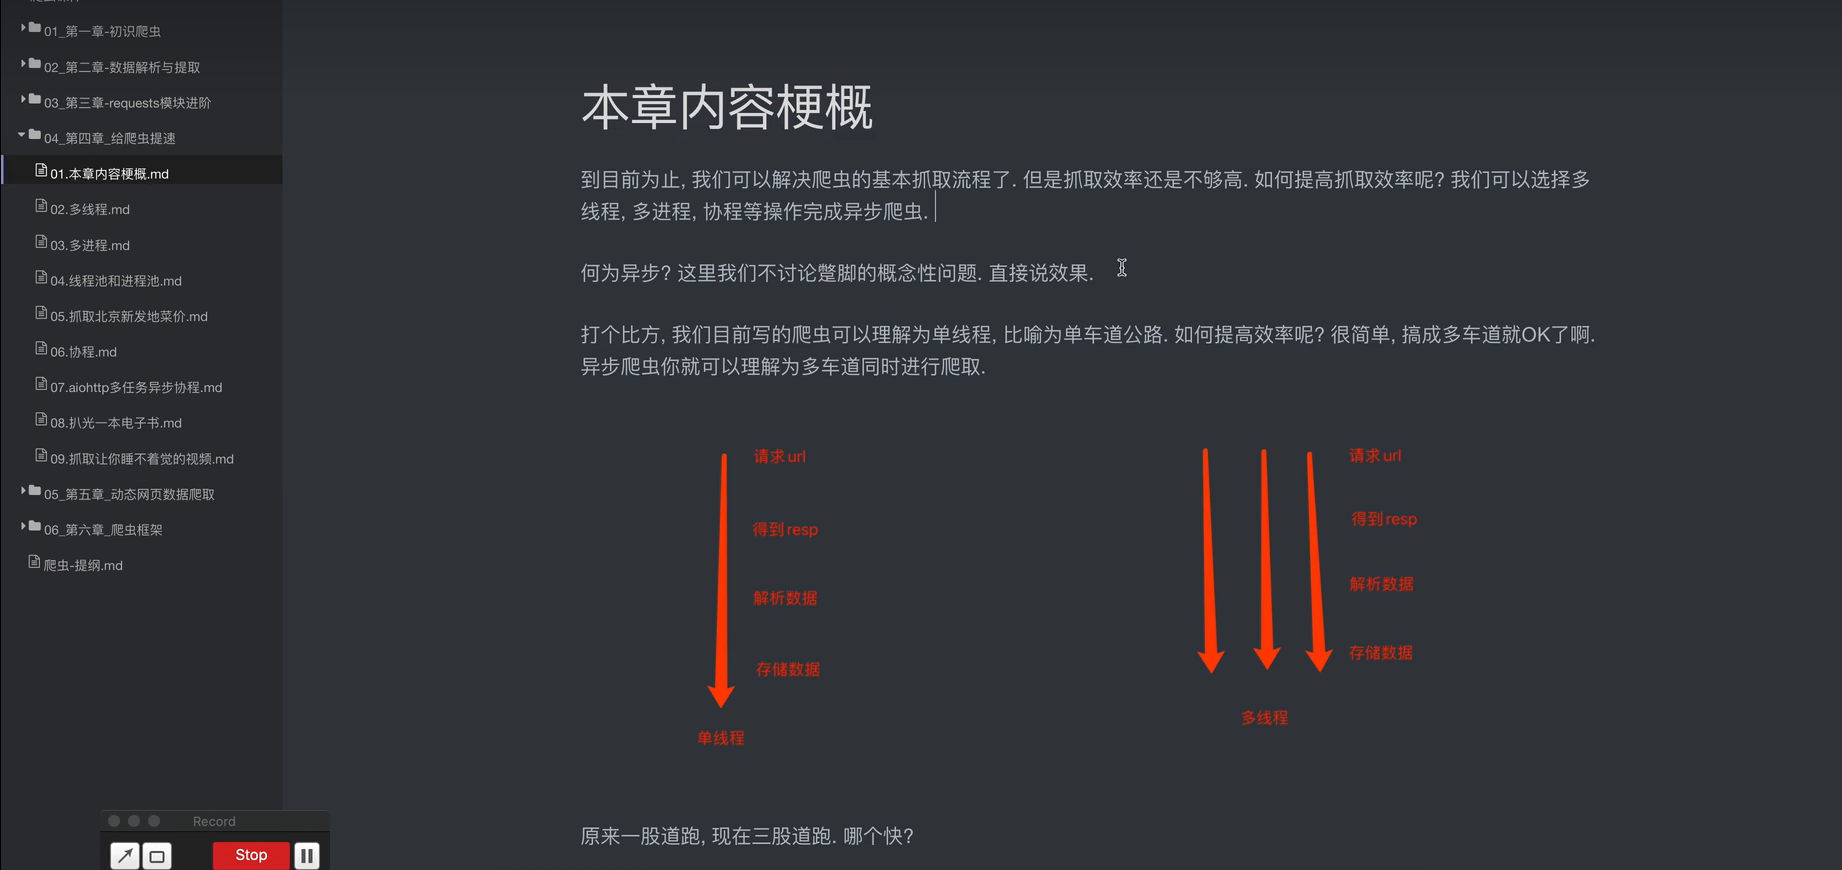 01_第一章-初识爬虫
02_第二章-数据解析与提取
03_第三章-requests模块进阶
04_第四章_给爬虫提速
01.本章内容梗概.md
02.多线程.md
03.多进程.md
04.线程池和进程池.md
05.抓取北京新发地菜价.md
06.协程.md
07.aiohttp多任务异步协程.md
08.扒光一本电子书.md
09.抓取让你睡不着觉的视频.md
05_第五章_动态网页数据爬取
06_第六章_爬虫框架
爬虫-提纲.md
本章内容梗概
到目前为止, 我们可以解决爬虫的基本抓取流程了. 但是抓取效率还是不够高. 如何提高抓取效率呢? 我们可以选择多
线程, 多进程, 协程等操作完成异步爬虫.
何为异步? 这里我们不讨论蹩脚的概念性问题. 直接说效果.
打个比方, 我们目前写的爬虫可以理解为单线程, 比喻为单车道公路. 如何提高效率呢? 很简单, 搞成多车道就OK了啊.
异步爬虫你就可以理解为多车道同时进行爬取.
请求url
得到resp
解析数据
存储数据
单线程
请求url
得到resp
解析数据
存储数据
多线程
原来一股道跑, 现在三股道跑. 哪个快?
Record
Stop